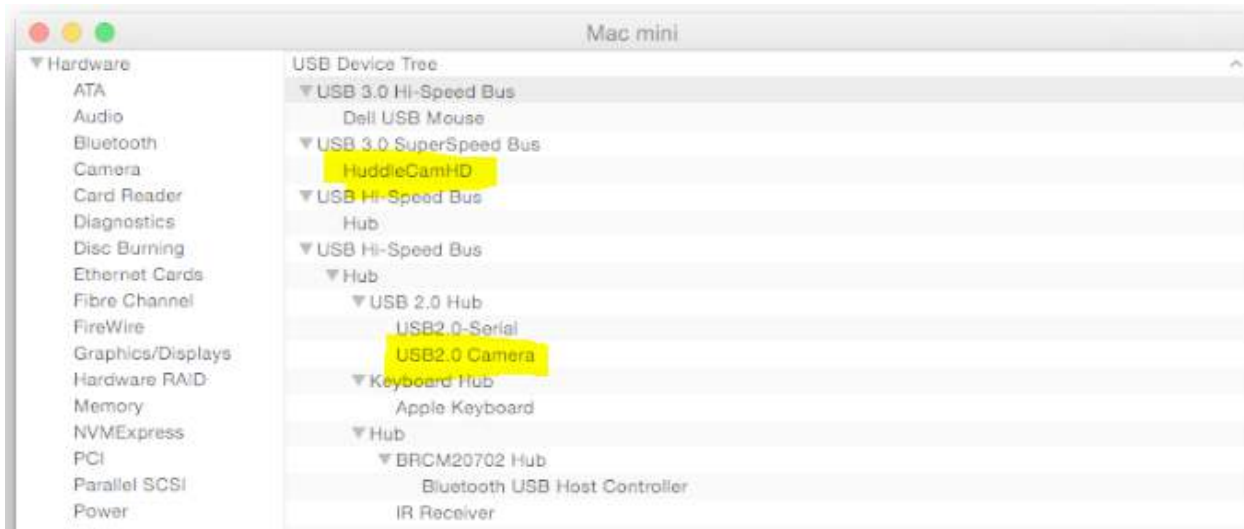 Mac mini
Hardware
ATA
Audio
Bluetooth
Camera
Card Reader
Diagnostics
Disc Burning
Ethernet Cards
Fibre Channel
FireWire
Graphics/Displays
Hardware RAID
Memory
NVMExpress
PCI
Parallel SCSI
Power
USB Device Tree
USB 3.0 Hi-Speed Bus
Dell USB Mouse
USB 3.0 SuperSpeed Bus
HuddleCamHD
USB Hi-Speed Bus
Hub
USB Hi-Speed Bus
Hub
USB 2.0 Hub
USB2.0-Serial
USB2.0 Camera
Keyboard Hub
Apple Keyboard
Hub
BRCM20702 Hub
Bluetooth USB Host Controller
IR Receiver